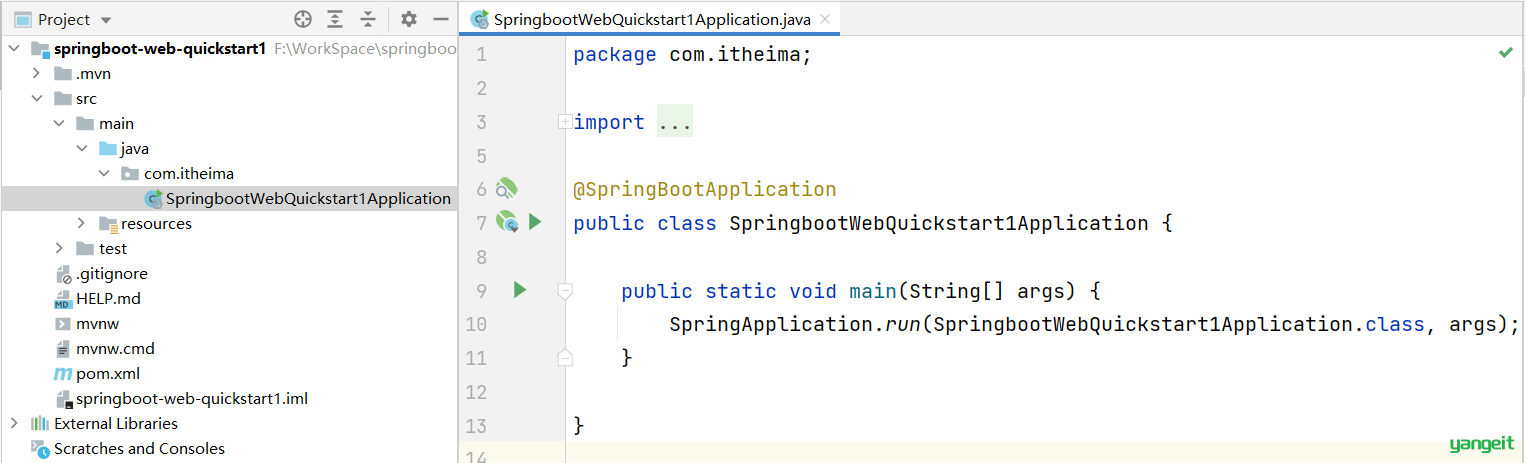 Project
springboot-web-quickstart1 F:\WorkSpace\springboo
.mvn
src
main
java
com.itheima
SpringbootWebQuickstart1Application
resources
test
.gitignore
HELP.md
mvnw
mvnw.cmd
pom.xml
springboot-web-quickstart1.iml
External Libraries
Scratches and Consoles
SpringbootWebQuickstart1Application.java
1 package com.itheima;
2
3 import ...
5
6 @SpringBootApplication
7 public class SpringbootWebQuickstart1Application {
8
9 public static void main(String[] args) {
10 SpringApplication.run(SpringbootWebQuickstart1Application.class, args);
11 }
12
13 }
14
yangeit